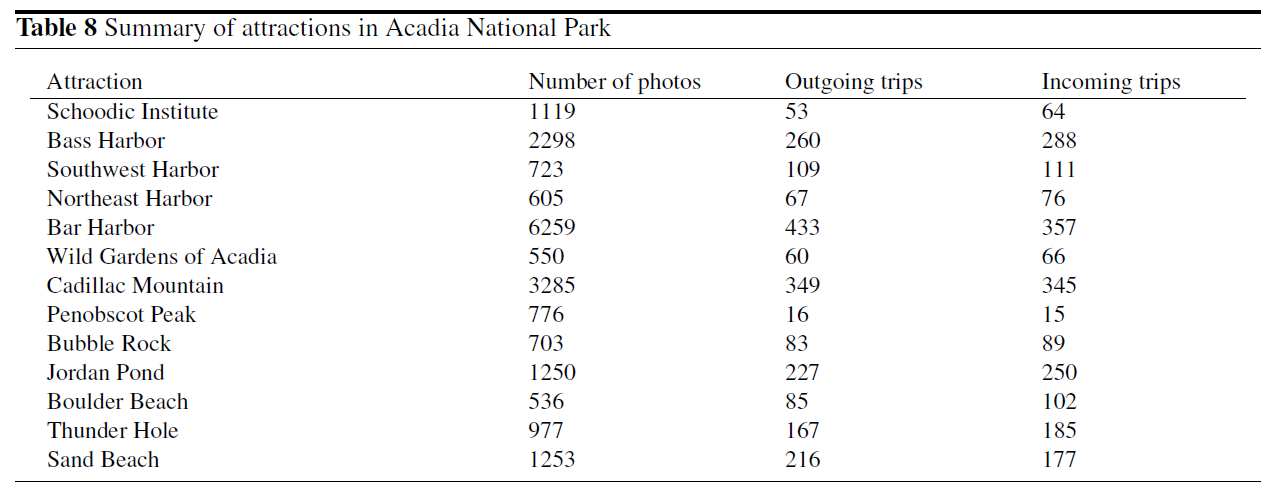 Table 8 Summary of attractions in Acadia National Park
Attraction Number of photos Outgoing trips Incoming trips
Schoodic Institute 1119 53 64
Bass Harbor 2298 260 288
Southwest Harbor 723 109 111
Northeast Harbor 605 67 76
Bar Harbor 6259 433 357
Wild Gardens of Acadia 550 60 66
Cadillac Mountain 3285 349 345
Penobscot Peak 776 16 15
Bubble Rock 703 83 89
Jordan Pond 1250 227 250
Boulder Beach 536 85 102
Thunder Hole 977 167 185
Sand Beach 1253 216 177